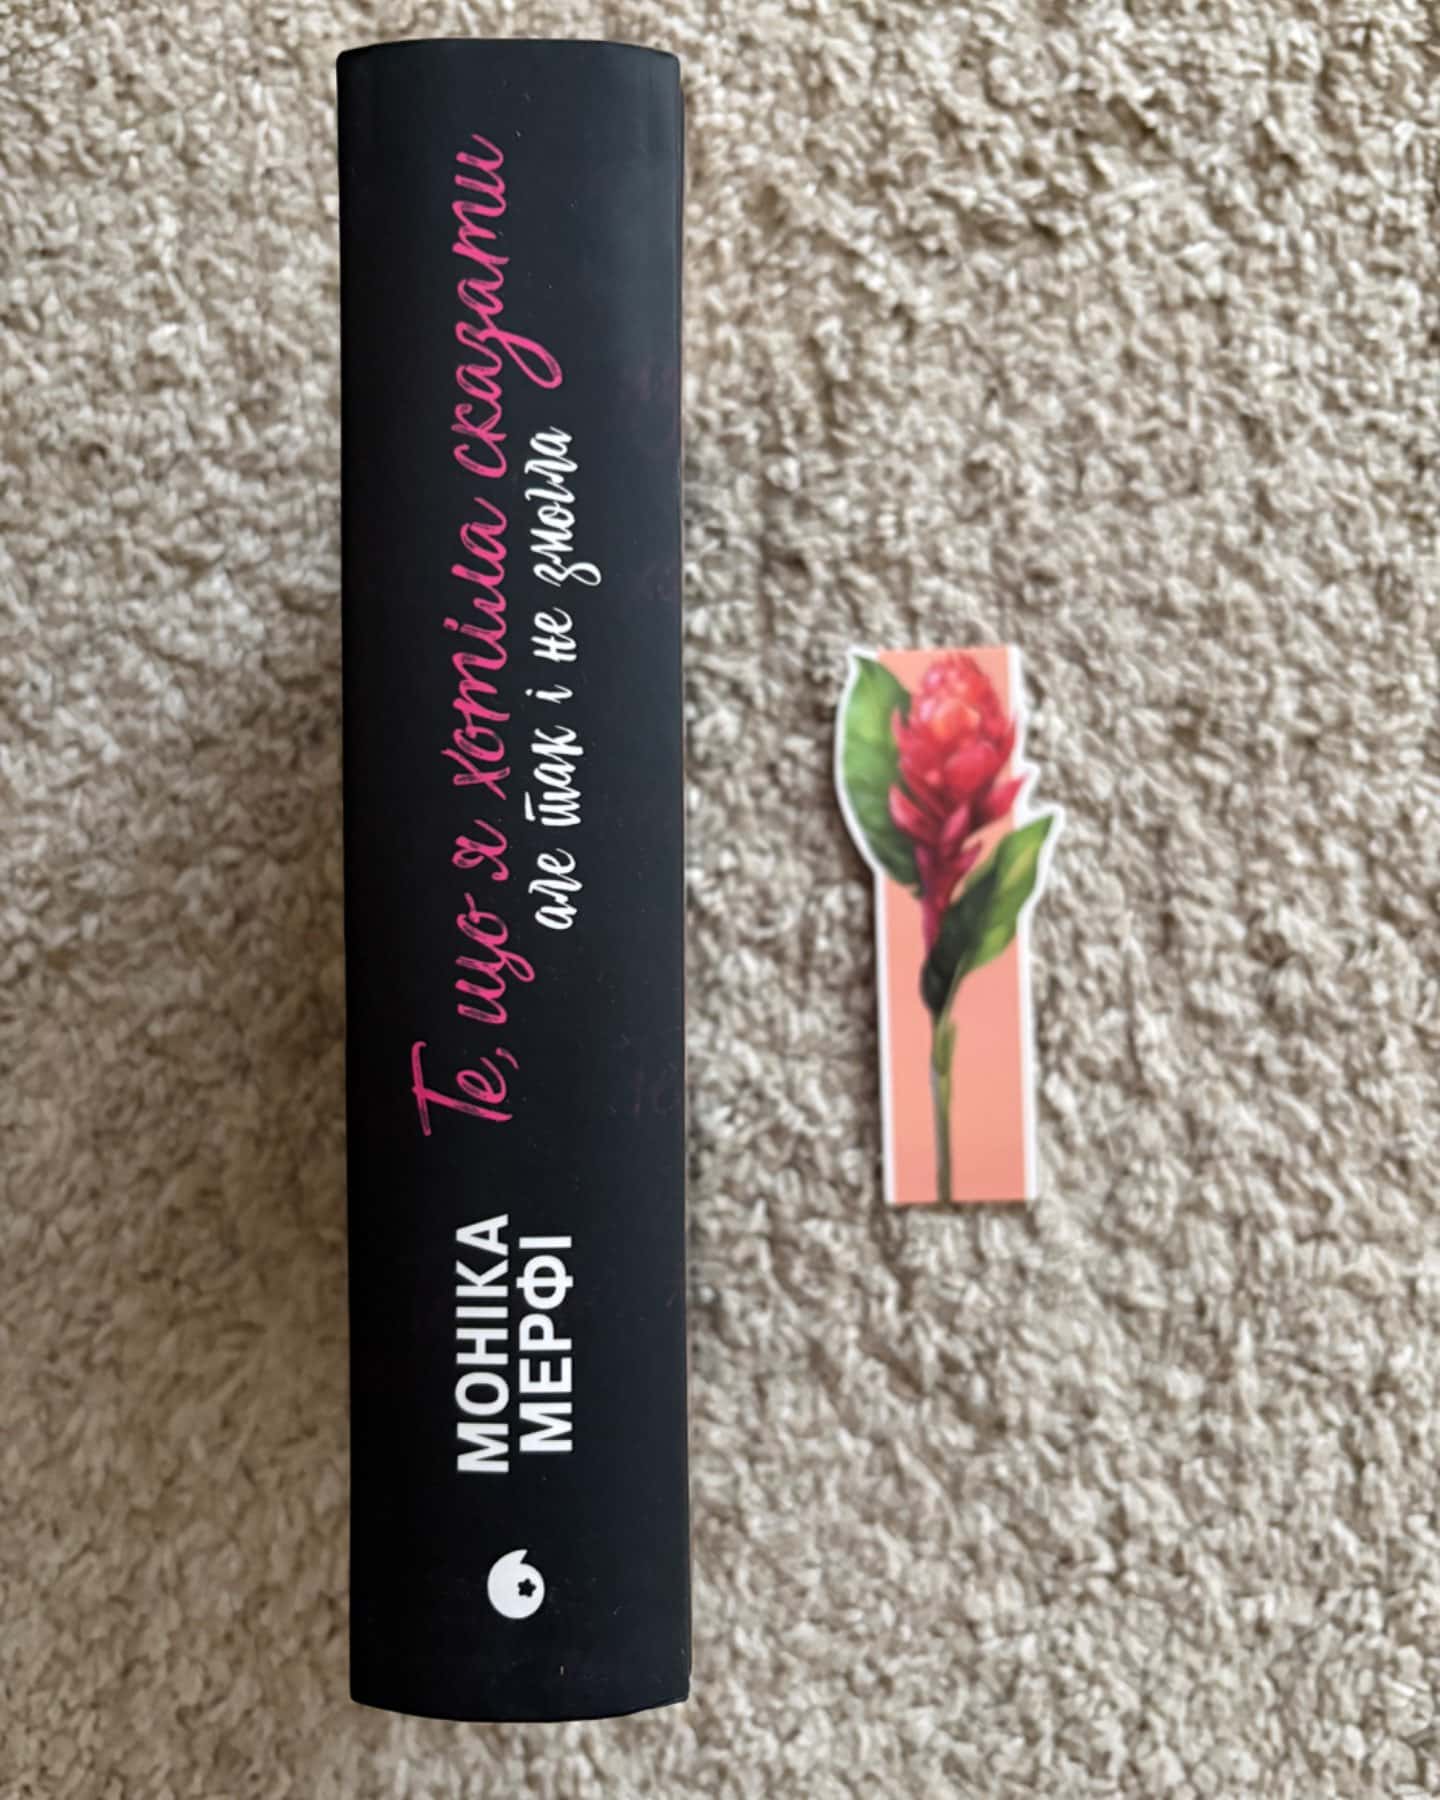 Те, що я хотіла сказати
але так і не змогла
МОНІКА
МЕРФІ